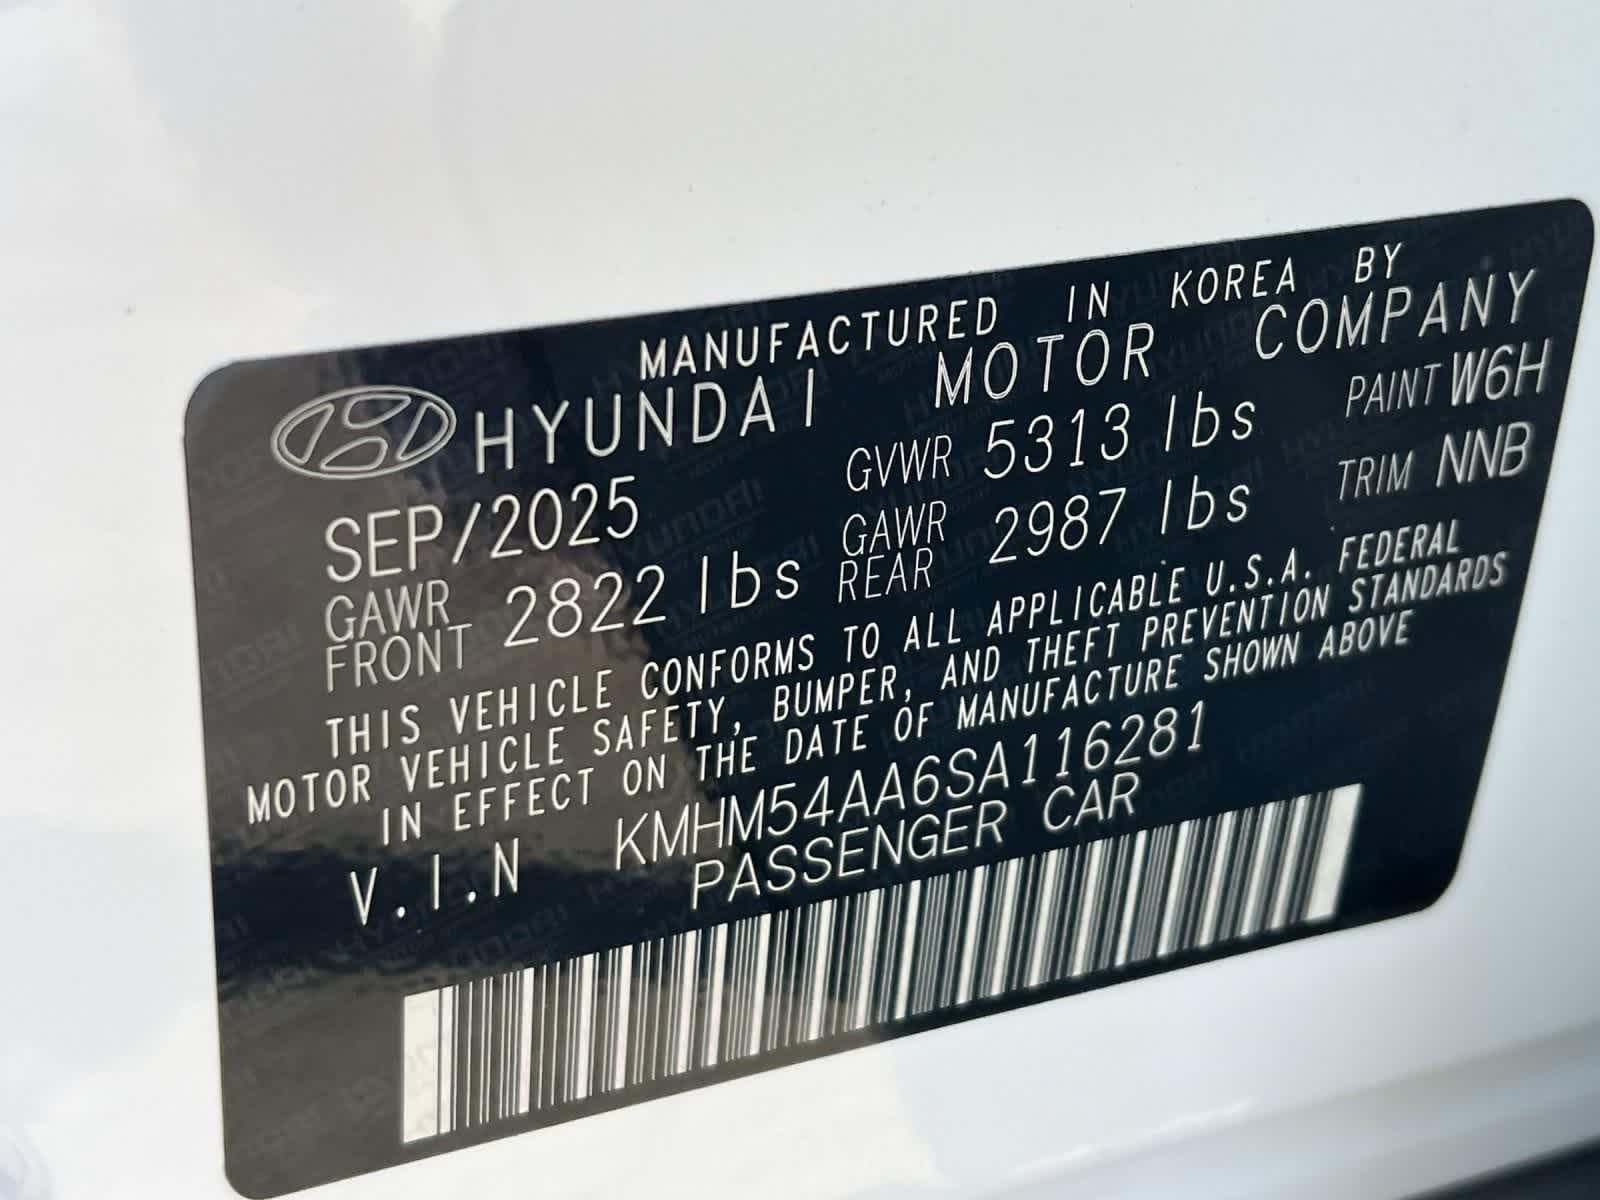 MANUFACTURED IN KOREA BY
HYUNDAI MOTOR COMPANY
SEP/2025 GVWR 5313 lbs PAINT W6H
GAWR FRONT 2822 lbs GAWR REAR 2987 lbs TRIM NNB
THIS VEHICLE CONFORMS TO ALL APPLICABLE U.S.A. FEDERAL
MOTOR VEHICLE SAFETY, BUMPER, AND THEFT PREVENTION STANDARDS
IN EFFECT ON THE DATE OF MANUFACTURE SHOWN ABOVE
V.I.N KMHM54AA6SA116281
PASSENGER CAR